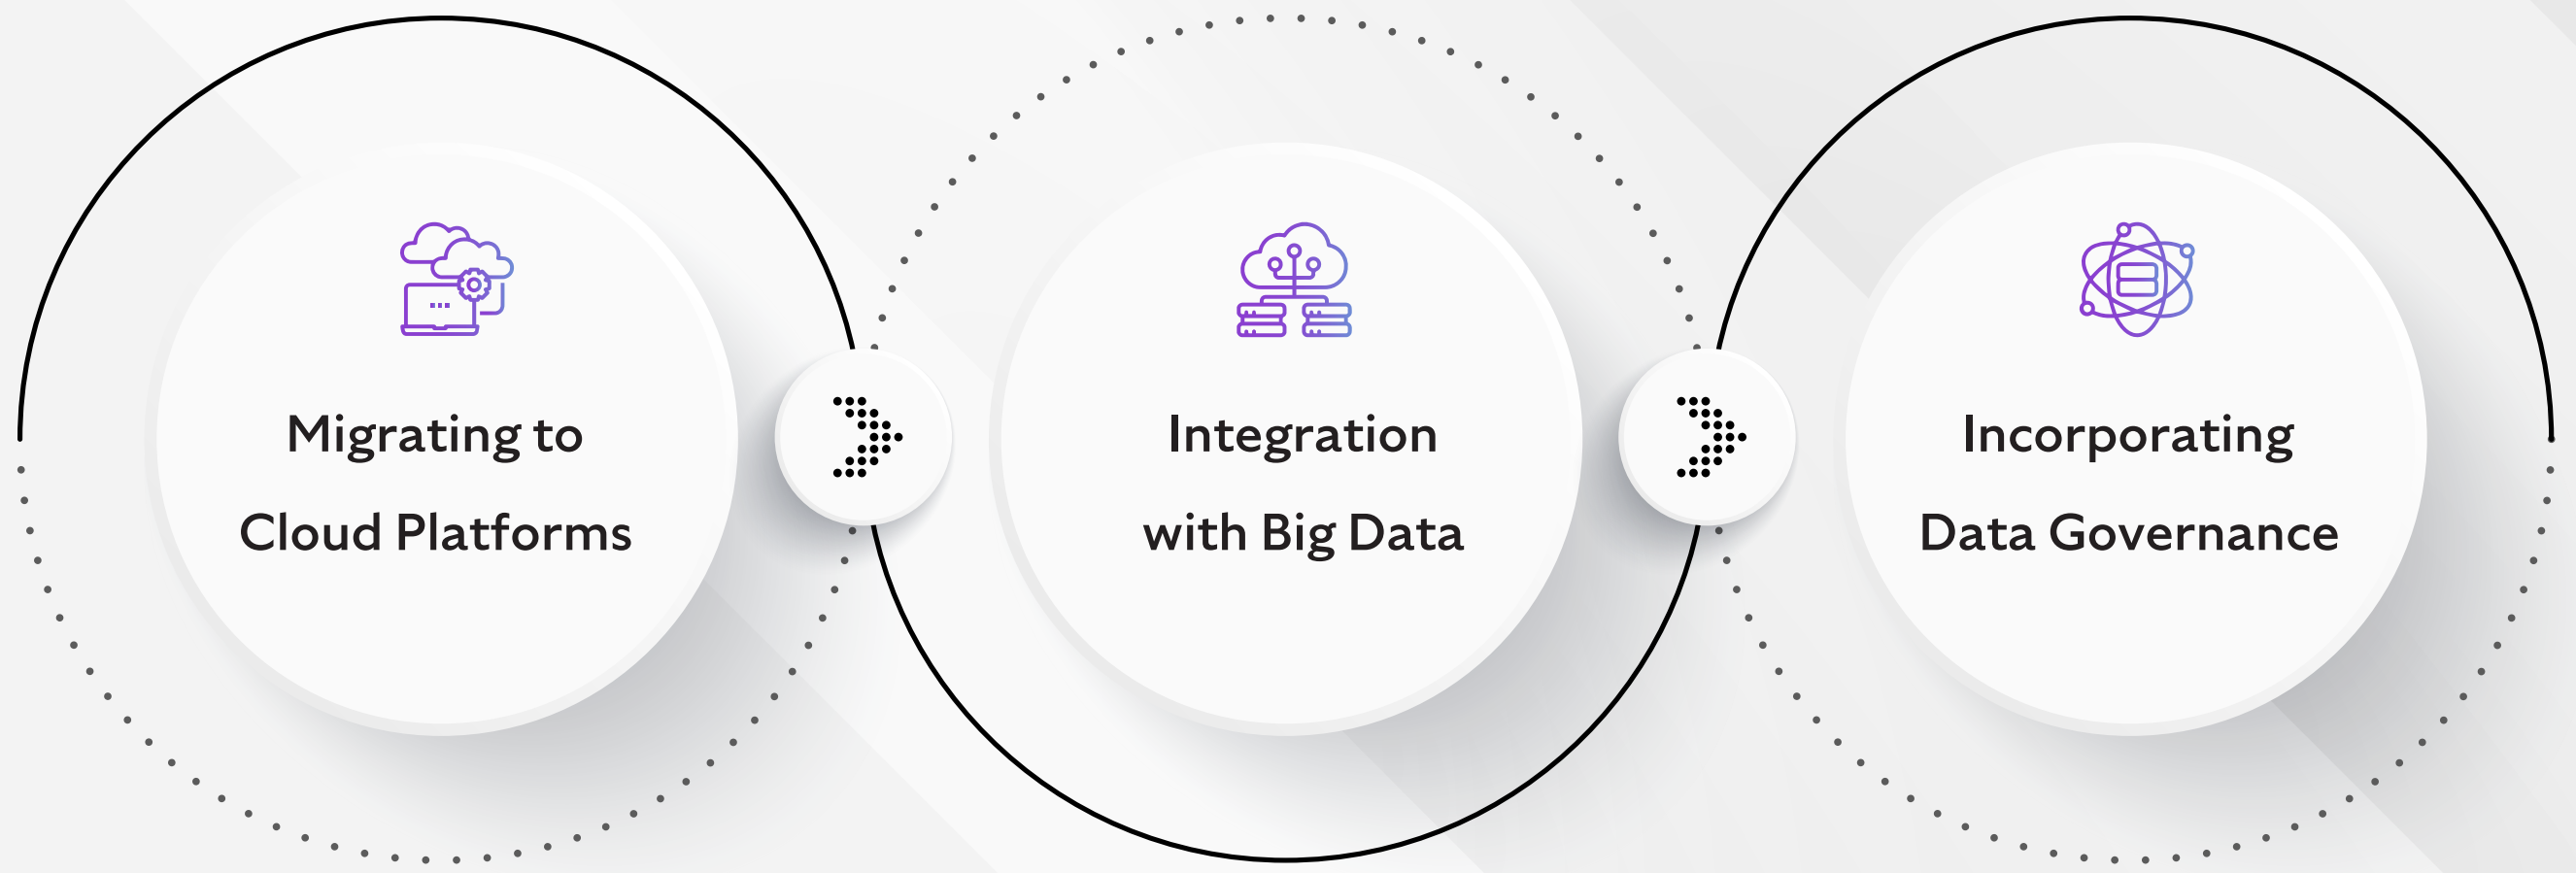 Migrating to
Cloud Platforms
Integration
with Big Data
Incorporating
Data Governance